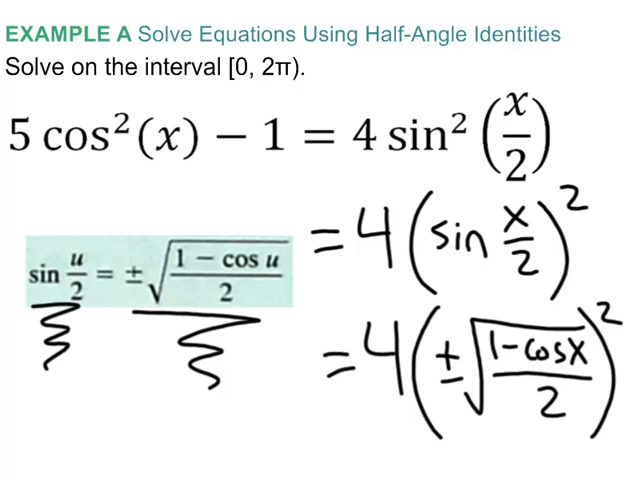 EXAMPLE A Solve Equations Using Half-Angle Identities
Solve on the interval [0, 2π).
5 cos²(x) − 1 = 4 sin² (x/2)
= 4 (sin x/2)²
sin u/2 = ± √((1 − cos u)/2)
= 4 (± √((1 − cosx)/2))²